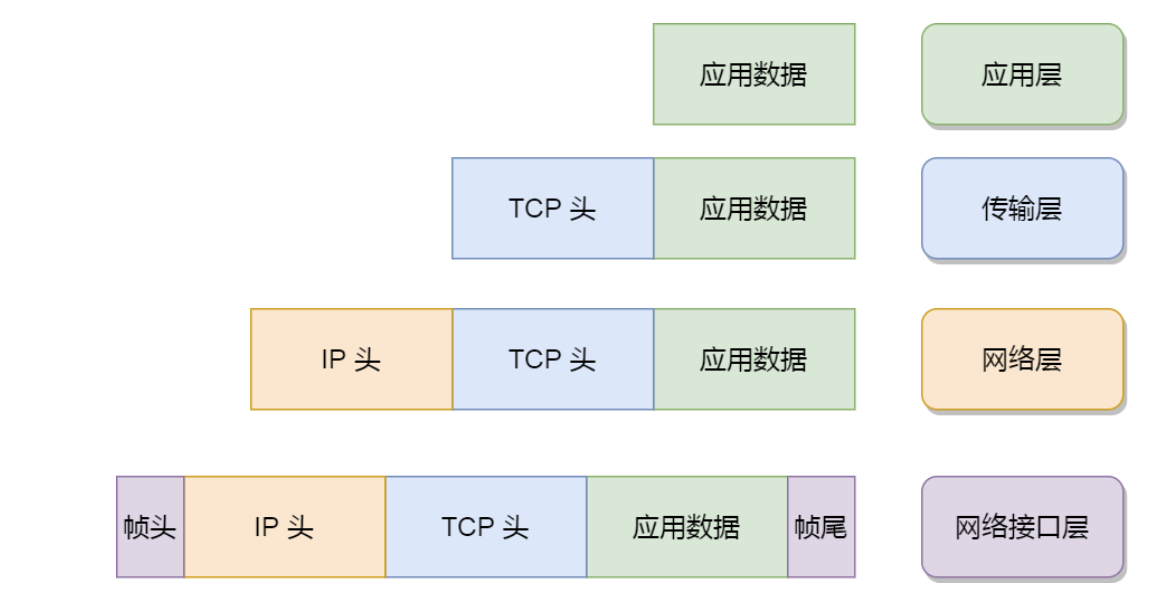 应用数据 应用层
TCP 头 应用数据 传输层
IP 头 TCP 头 应用数据 网络层
帧头 IP 头 TCP 头 应用数据 帧尾 网络接口层